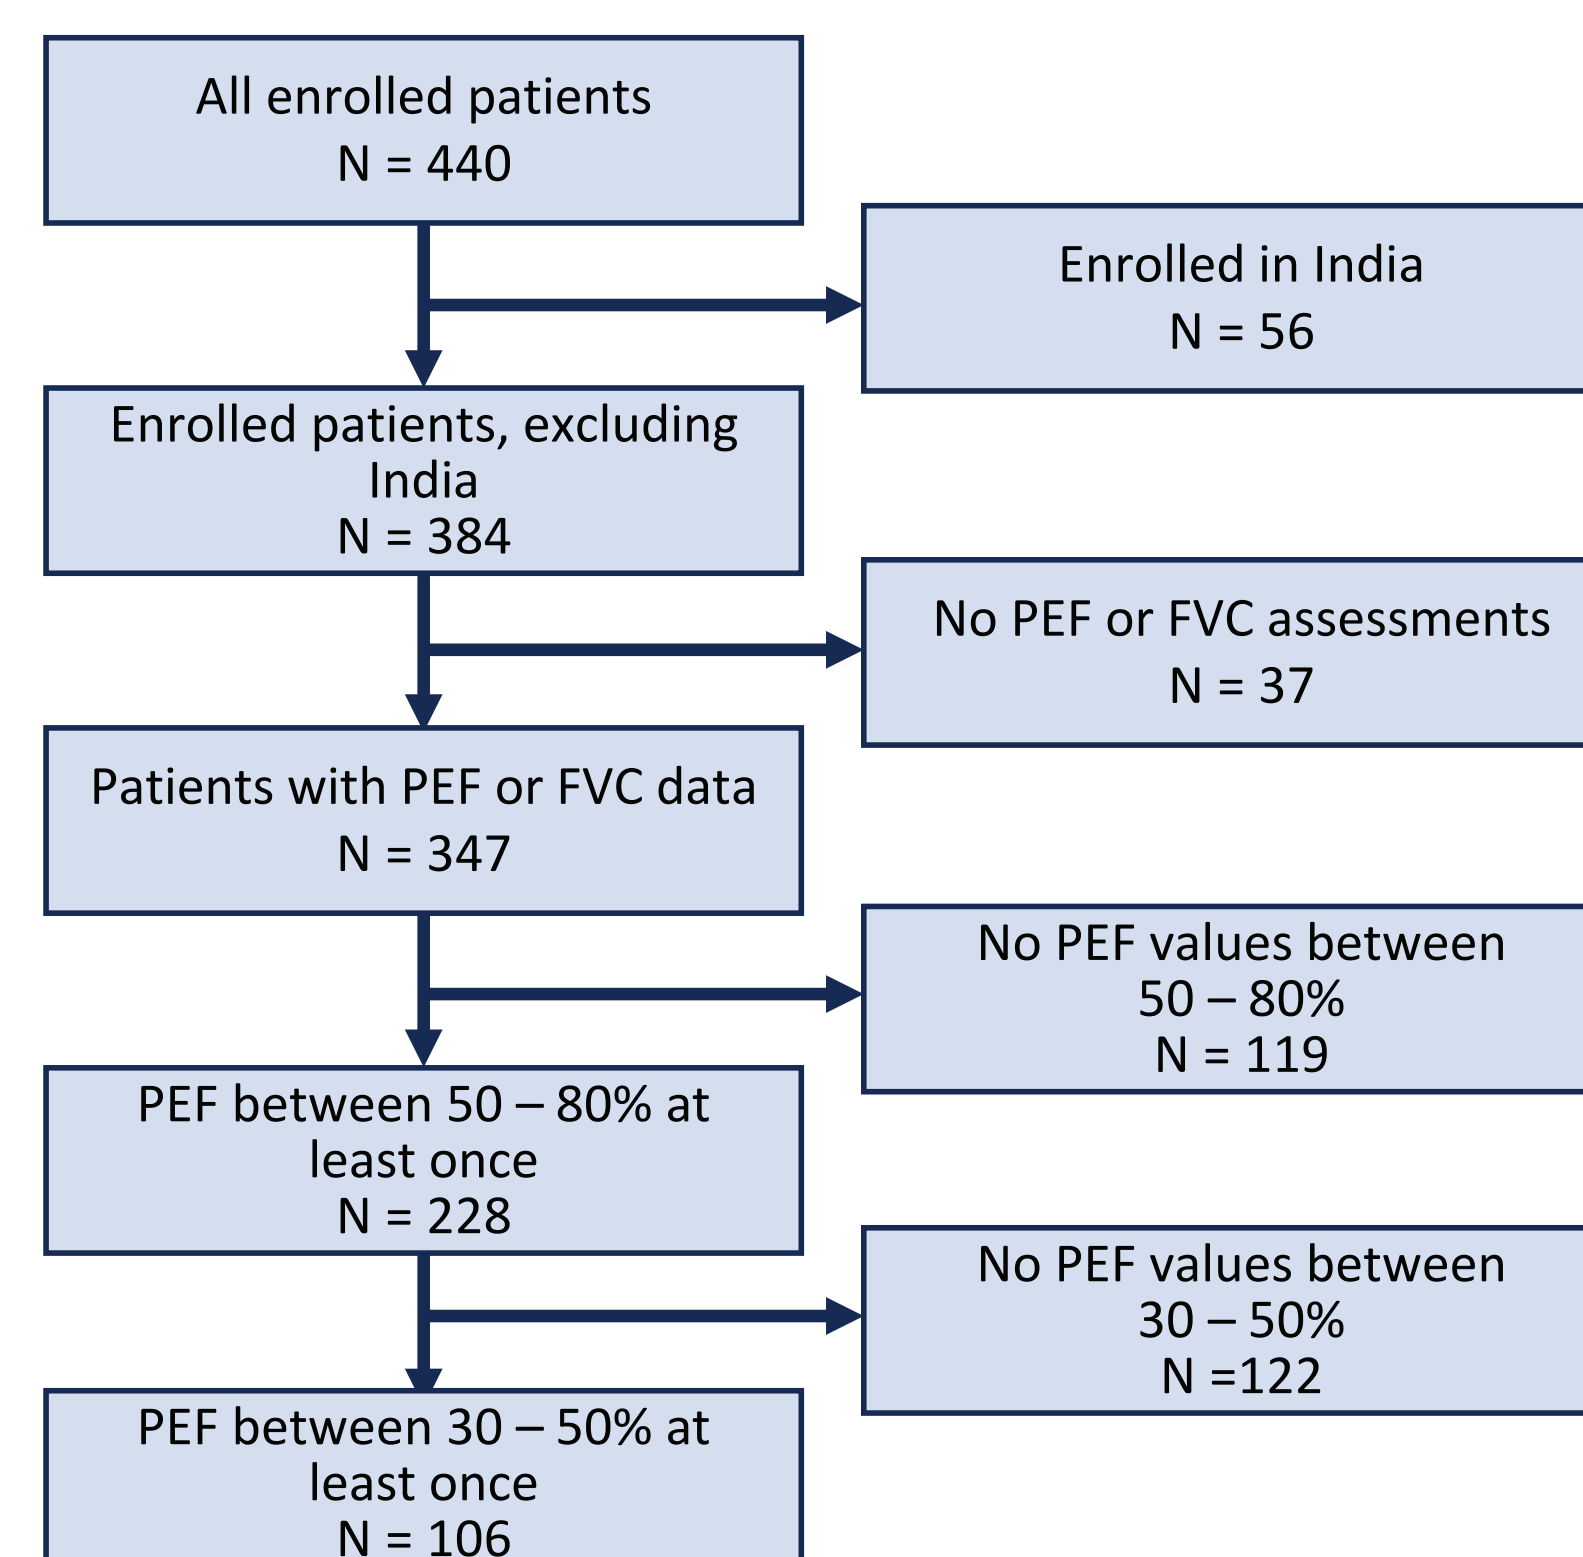 All enrolled patients
N = 440
Enrolled in India
N = 56
Enrolled patients, excluding
India
N = 384
No PEF or FVC assessments
N = 37
Patients with PEF or FVC data
N = 347
No PEF values between
50 – 80%
N = 119
PEF between 50 – 80% at
least once
N = 228
No PEF values between
30 – 50%
N =122
PEF between 30 – 50% at
least once
N = 106